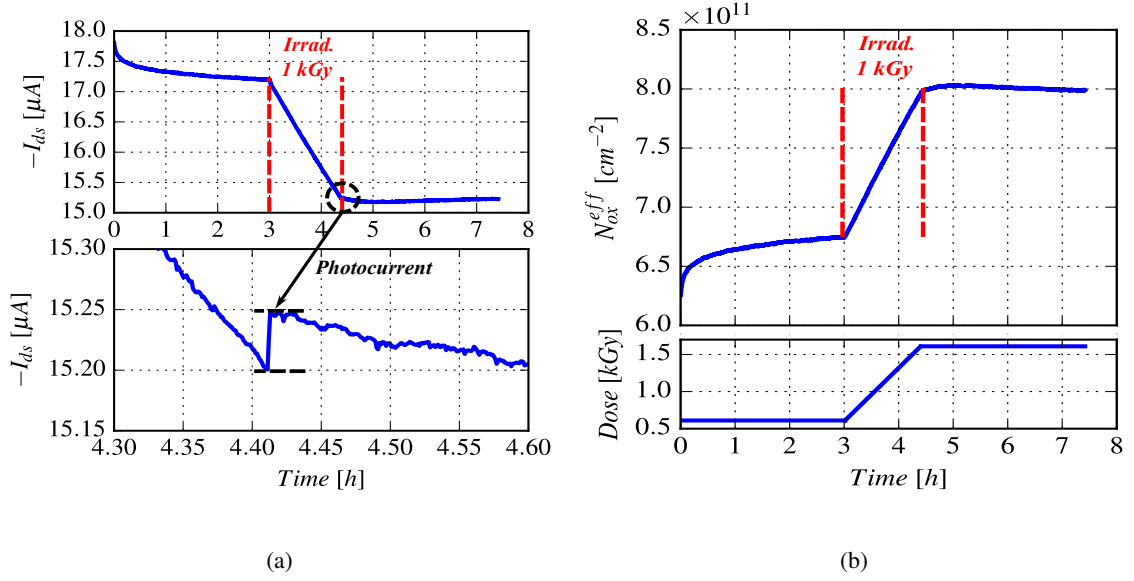 18.0
17.5
17.0
16.5
16.0
15.5
15.0
−I_ds [μA]
Irrad.
1 kGy
0 1 2 3 4 5 6 7 8
15.30
15.25
15.20
15.15
−I_ds [μA]
Photocurrent
4.30 4.35 4.40 4.45 4.50 4.55 4.60
Time [h]
(a)
×10^11
8.5
8.0
7.5
7.0
6.5
6.0
N_ox^eff [cm^−2]
Irrad.
1 kGy
1.5
1.0
0.5
Dose [kGy]
0 1 2 3 4 5 6 7 8
Time [h]
(b)